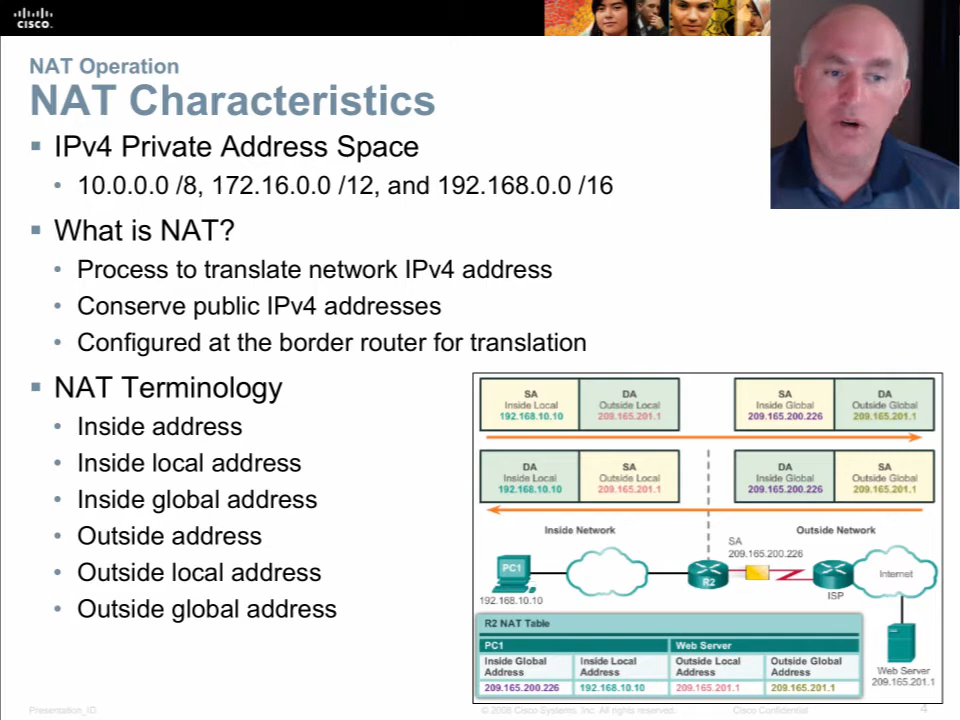 CISCO.
NAT Operation
NAT Characteristics
IPv4 Private Address Space
10.0.0.0 /8, 172.16.0.0 /12, and 192.168.0.0 /16
What is NAT?
Process to translate network IPv4 address
Conserve public IPv4 addresses
Configured at the border router for translation
NAT Terminology
Inside address
Inside local address
Inside global address
Outside address
Outside local address
Outside global address
SA
Inside Local
192.168.10.10
DA
Outside Local
209.165.201.1
SA
Inside Global
209.165.200.226
DA
Outside Global
209.165.201.1
DA
Inside Local
192.168.10.10
SA
Outside Local
209.165.201.1
DA
Inside Global
209.165.200.226
SA
Outside Global
209.165.201.1
Inside Network
Outside Network
SA
209.165.200.226
PC1
R2
ISP
Internet
192.168.10.10
Web Server
209.165.201.1
R2 NAT Table
PC1
Web Server
Inside Global Address
Inside Local Address
Outside Local Address
Outside Global Address
209.165.200.226
192.168.10.10
209.165.201.1
209.165.201.1
Presentation_ID
© 2008 Cisco Systems, Inc. All rights reserved.
Cisco Confidential
4